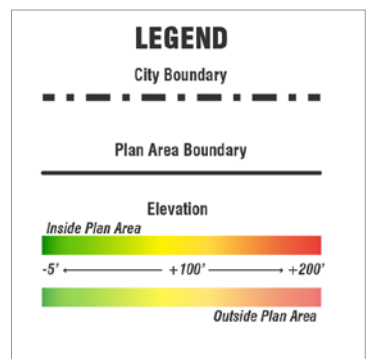 LEGEND
City Boundary
Plan Area Boundary
Elevation
Inside Plan Area
-5' +100' +200'
Outside Plan Area